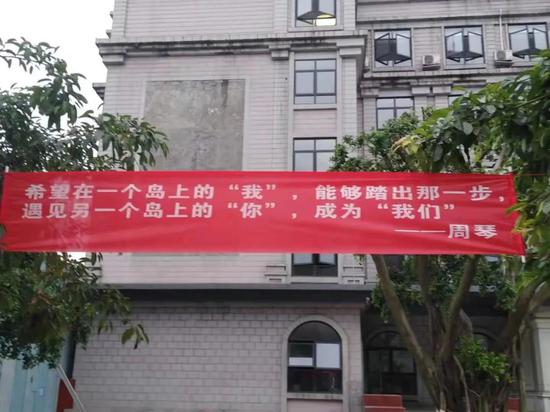 希望在一个岛上的“我”，能够踏出那一步，
遇见另一个岛上的“你”，成为“我们”
——周琴